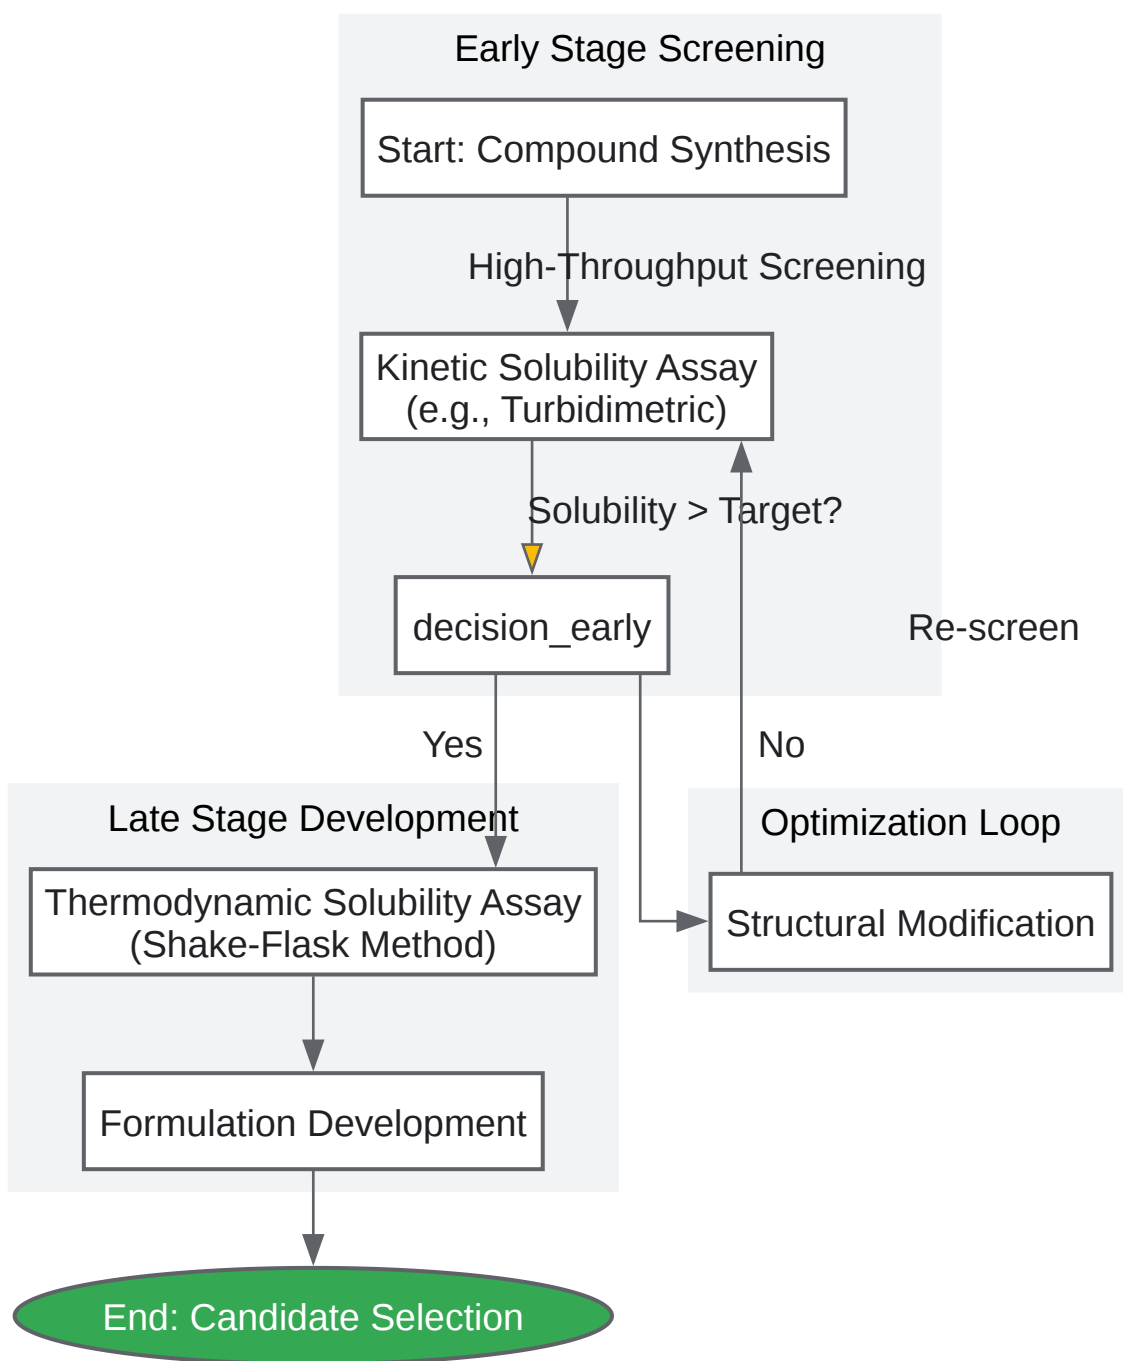 Early Stage Screening
Start: Compound Synthesis
High-Throughput Screening
Kinetic Solubility Assay
(e.g., Turbidimetric)
Solubility > Target?
decision_early
Re-screen
Yes
No
Late Stage Development
Optimization Loop
Thermodynamic Solubility Assay
(Shake-Flask Method)
Structural Modification
Formulation Development
End: Candidate Selection